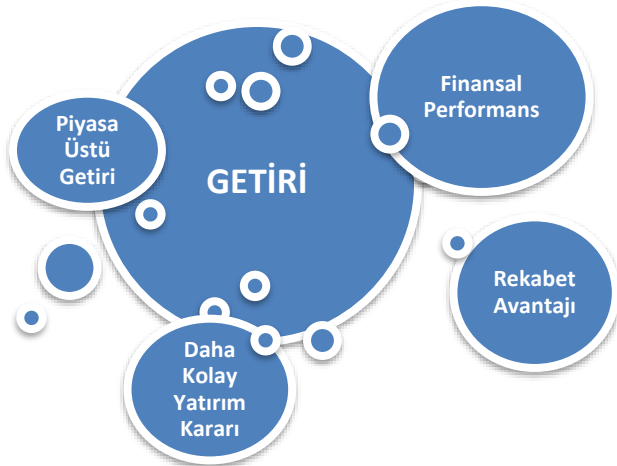 Finansal
Performans
Piyasa
Üstü
Getiri
GETİRİ
Rekabet
Avantajı
Daha
Kolay
Yatırım
Kararı